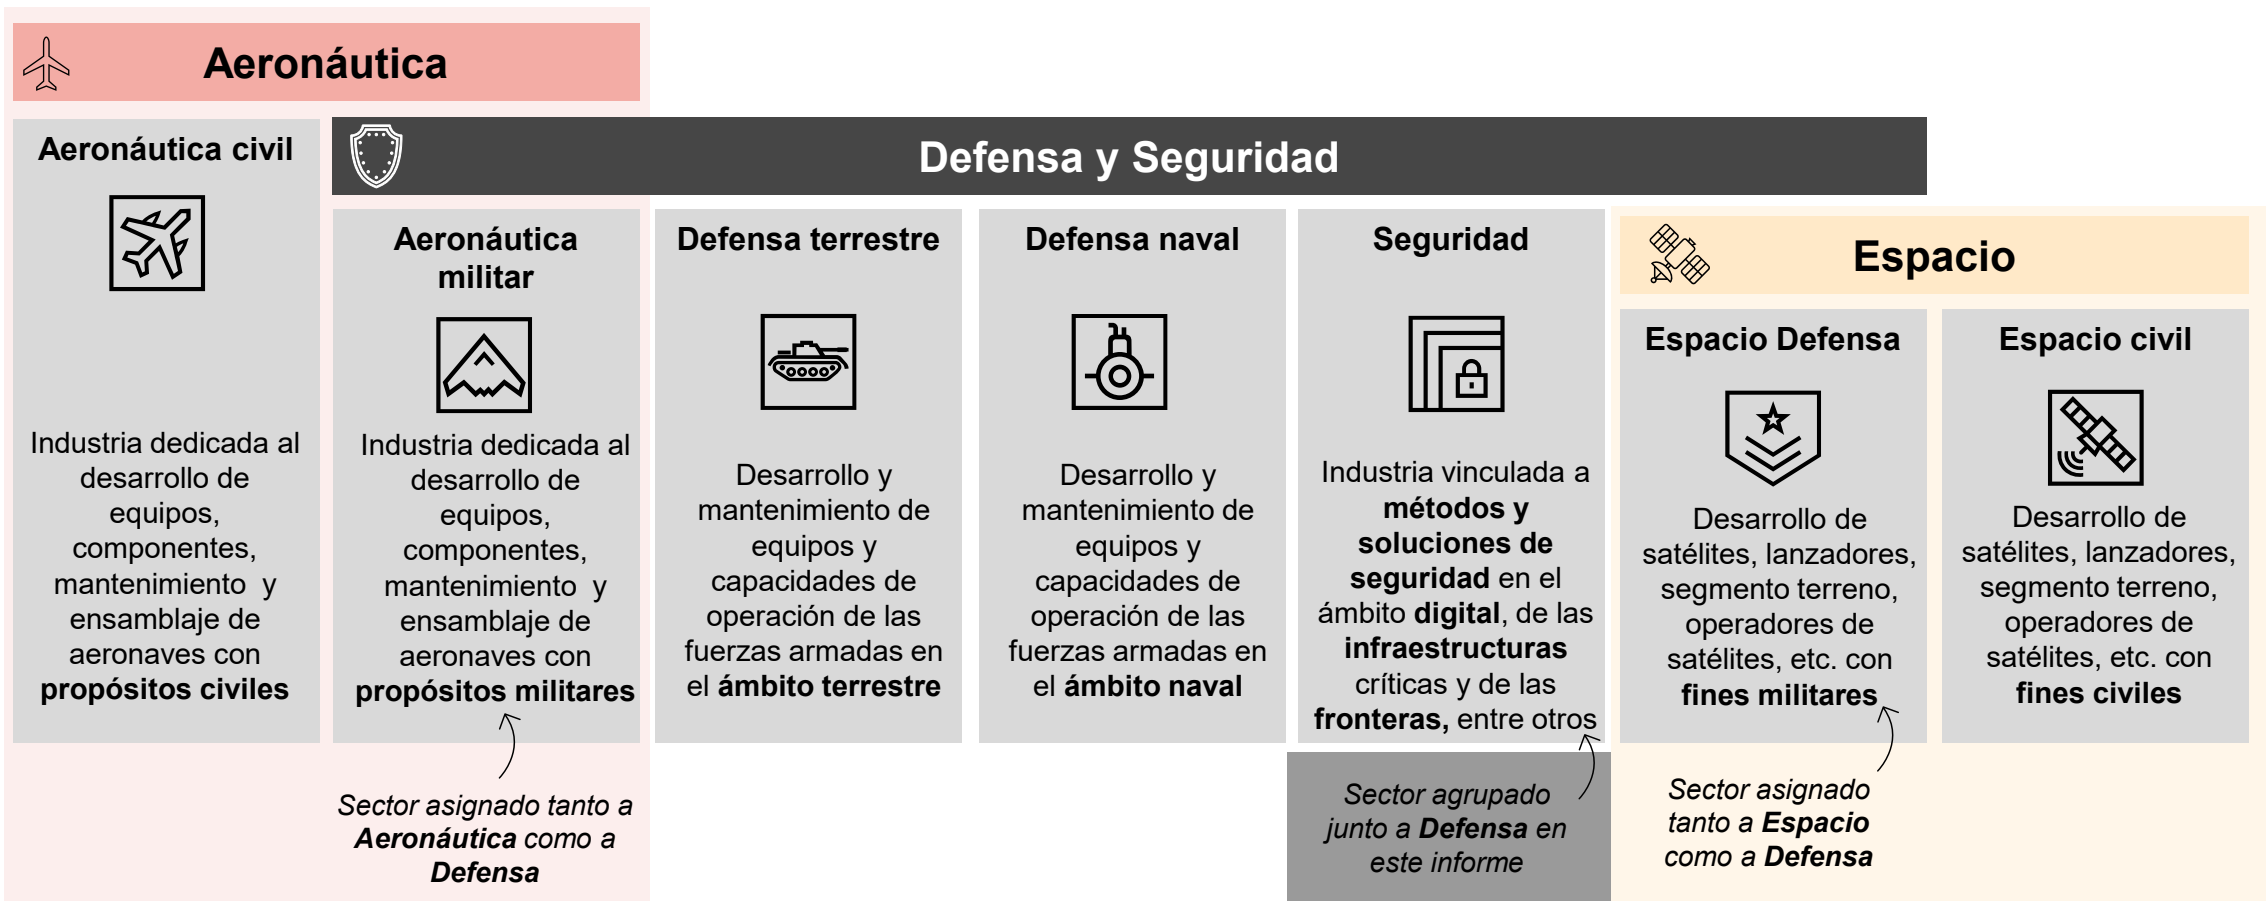 Aeronáutica
Aeronáutica civil
Industria dedicada al
desarrollo de
equipos,
componentes,
mantenimiento y
ensamblaje de
aeronaves con
propósitos civiles
Defensa y Seguridad
Aeronáutica
militar
Industria dedicada al
desarrollo de
equipos,
componentes,
mantenimiento y
ensamblaje de
aeronaves con
propósitos militares
Sector asignado tanto a
Aeronáutica como a
Defensa
Defensa terrestre
Desarrollo y
mantenimiento de
equipos y
capacidades de
operación de las
fuerzas armadas en
el ámbito terrestre
Defensa naval
Desarrollo y
mantenimiento de
equipos y
capacidades de
operación de las
fuerzas armadas en
el ámbito naval
Seguridad
Industria vinculada a
métodos y
soluciones de
seguridad en el
ámbito digital, de las
infraestructuras
críticas y de las
fronteras, entre otros
Sector agrupado
junto a Defensa en
este informe
Espacio
Espacio Defensa
Desarrollo de
satélites, lanzadores,
segmento terreno,
operadores de
satélites, etc. con
fines militares
Sector asignado
tanto a Espacio
como a Defensa
Espacio civil
Desarrollo de
satélites, lanzadores,
segmento terreno,
operadores de
satélites, etc. con
fines civiles